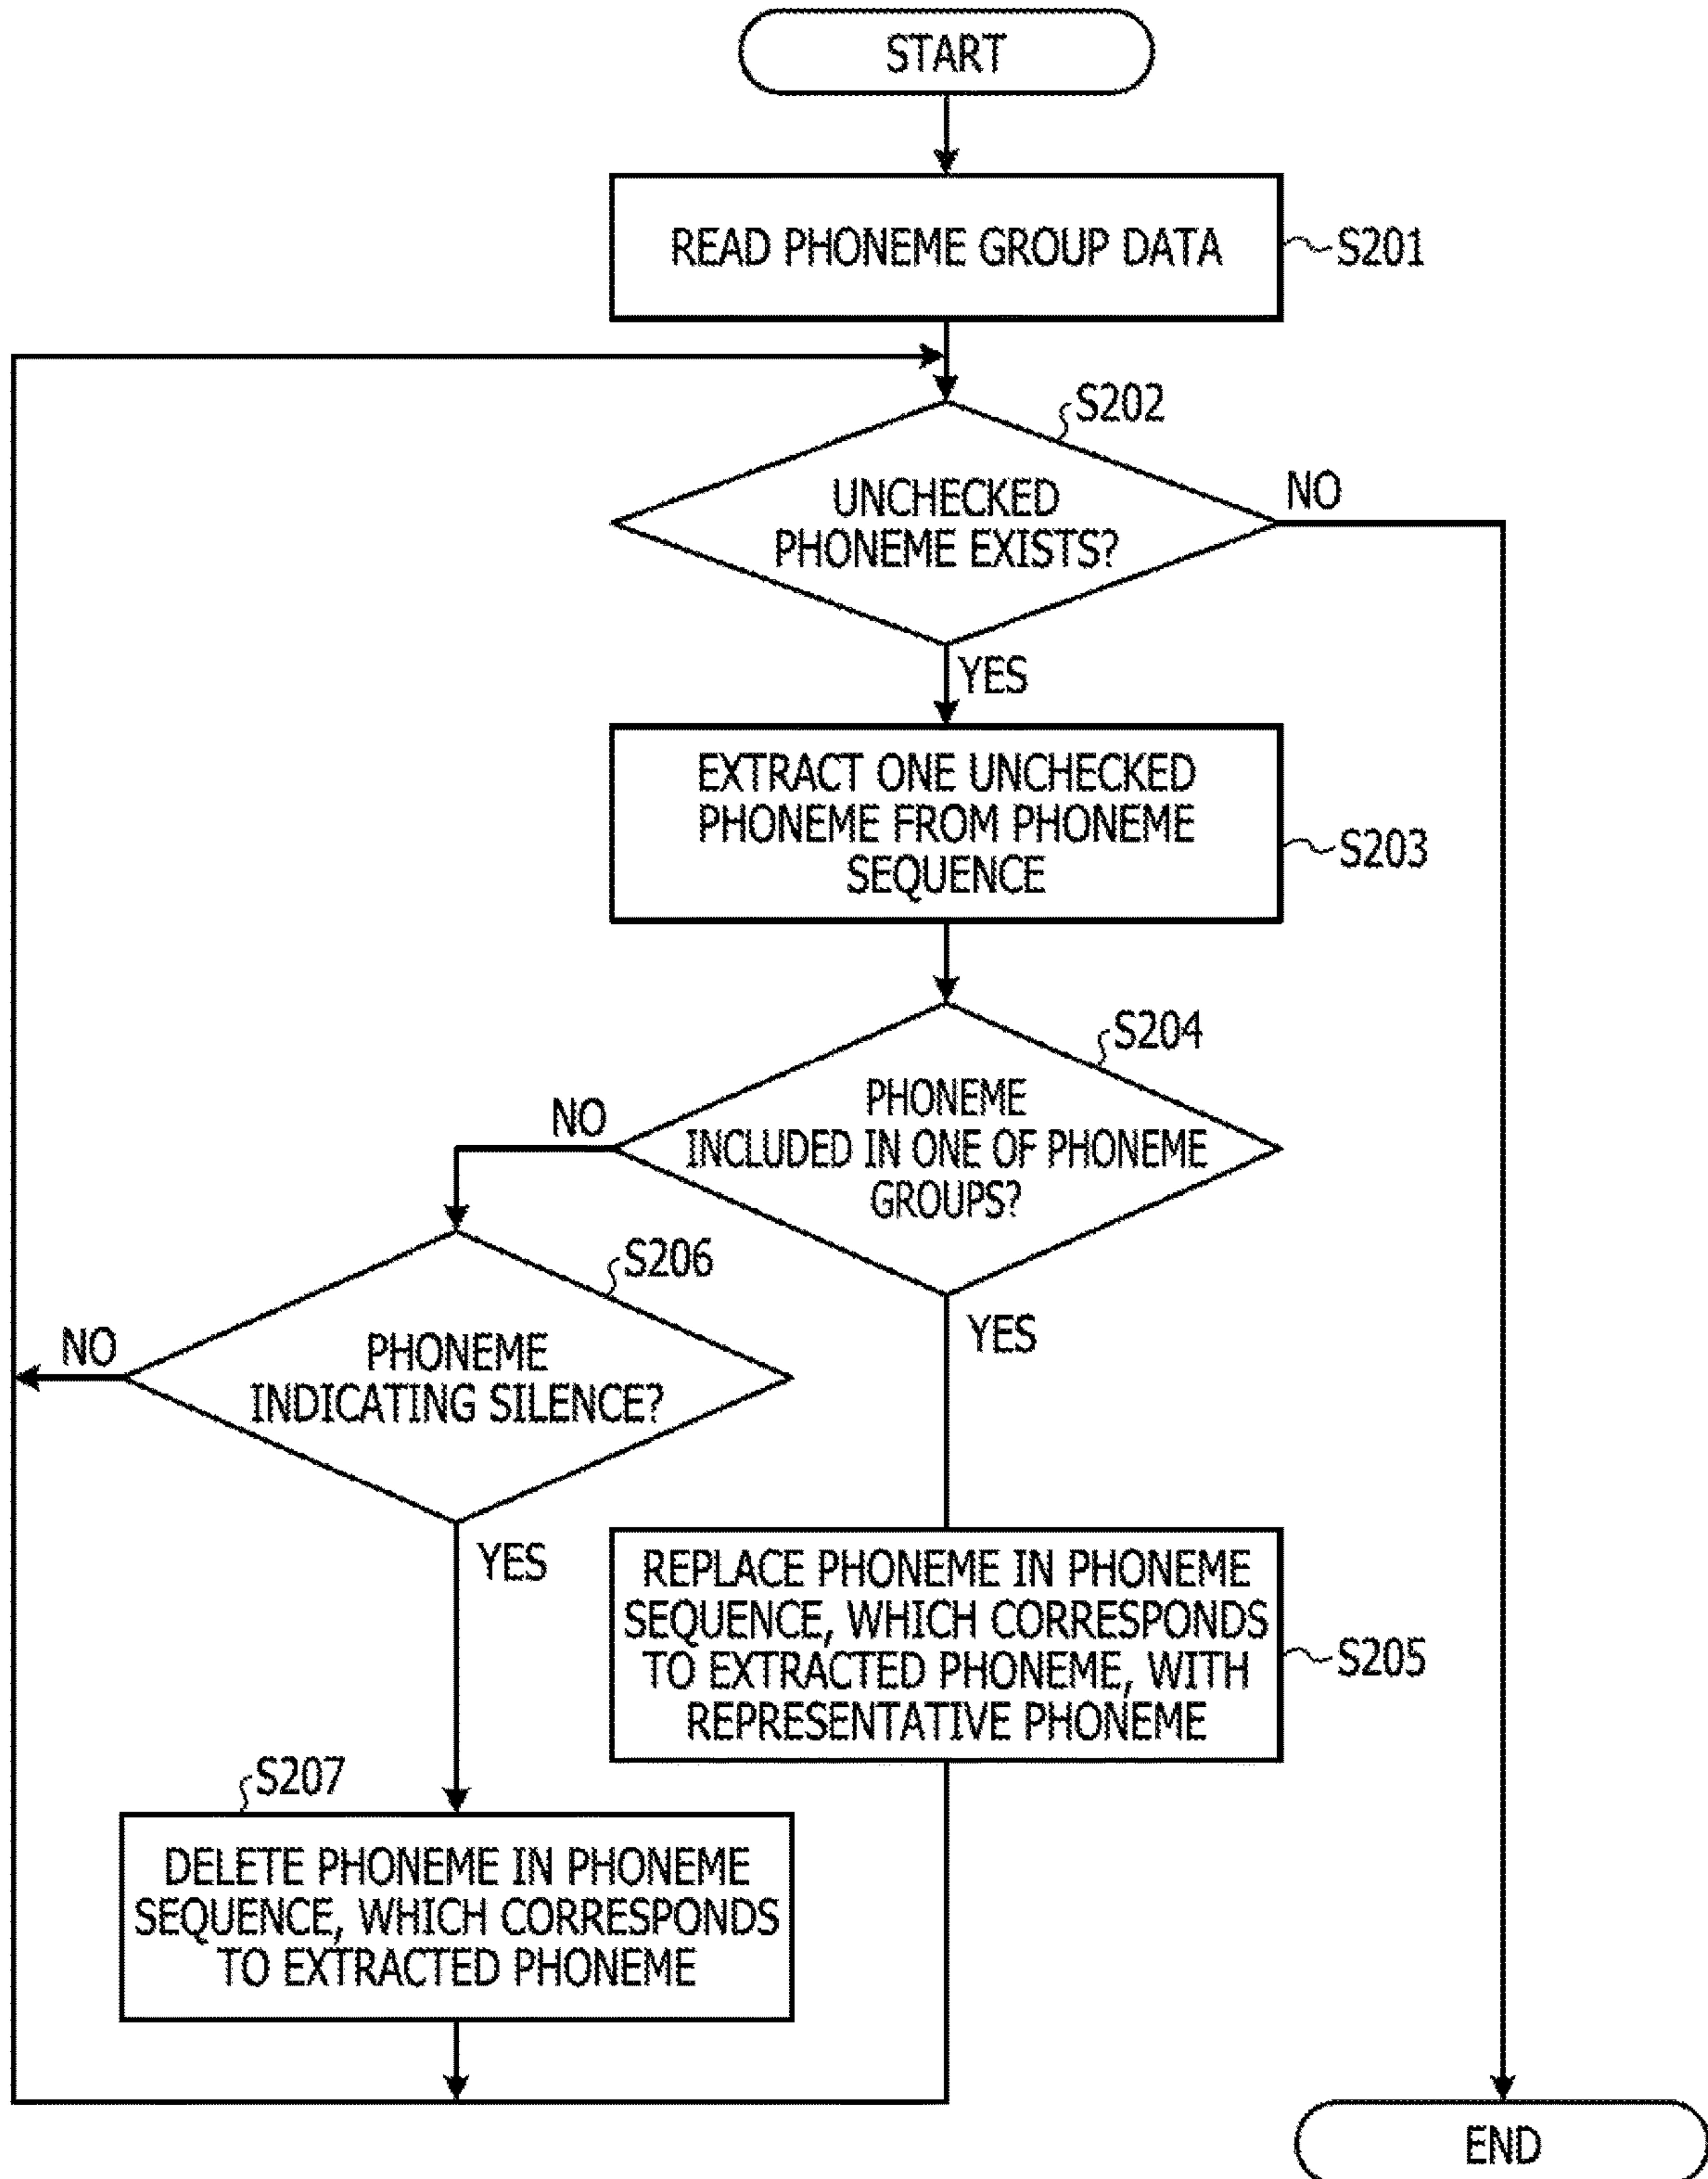 START
READ PHONEME GROUP DATA
S201
S202
UNCHECKED
PHONEME EXISTS?
NO
YES
EXTRACT ONE UNCHECKED
PHONEME FROM PHONEME
SEQUENCE
S203
S204
PHONEME
INCLUDED IN ONE OF PHONEME
GROUPS?
NO
YES
S206
PHONEME
INDICATING SILENCE?
NO
YES
REPLACE PHONEME IN PHONEME
SEQUENCE, WHICH CORRESPONDS
TO EXTRACTED PHONEME, WITH
REPRESENTATIVE PHONEME
S205
S207
DELETE PHONEME IN PHONEME
SEQUENCE, WHICH CORRESPONDS
TO EXTRACTED PHONEME
END